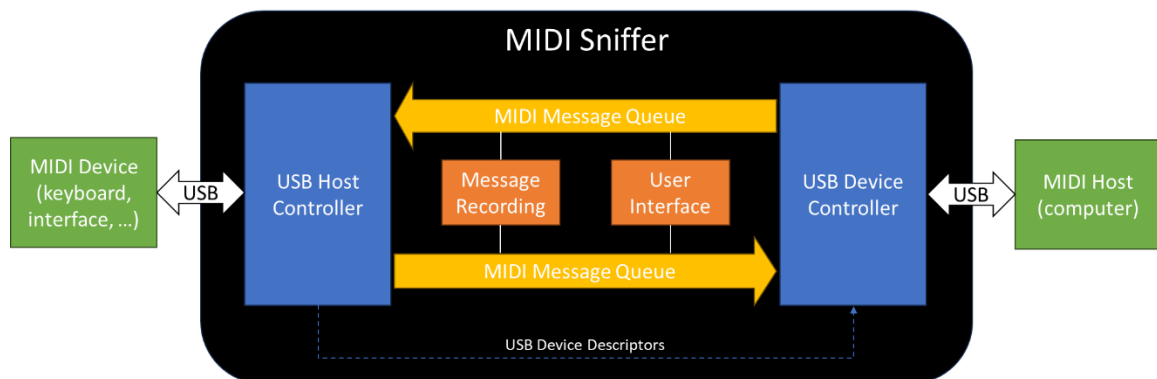 MIDI Sniffer
MIDI Message Queue
MIDI Device
(keyboard,
interface, ...)
USB
USB Host
Controller
Message
Recording
User
Interface
USB Device
Controller
USB
MIDI Host
(computer)
MIDI Message Queue
USB Device Descriptors